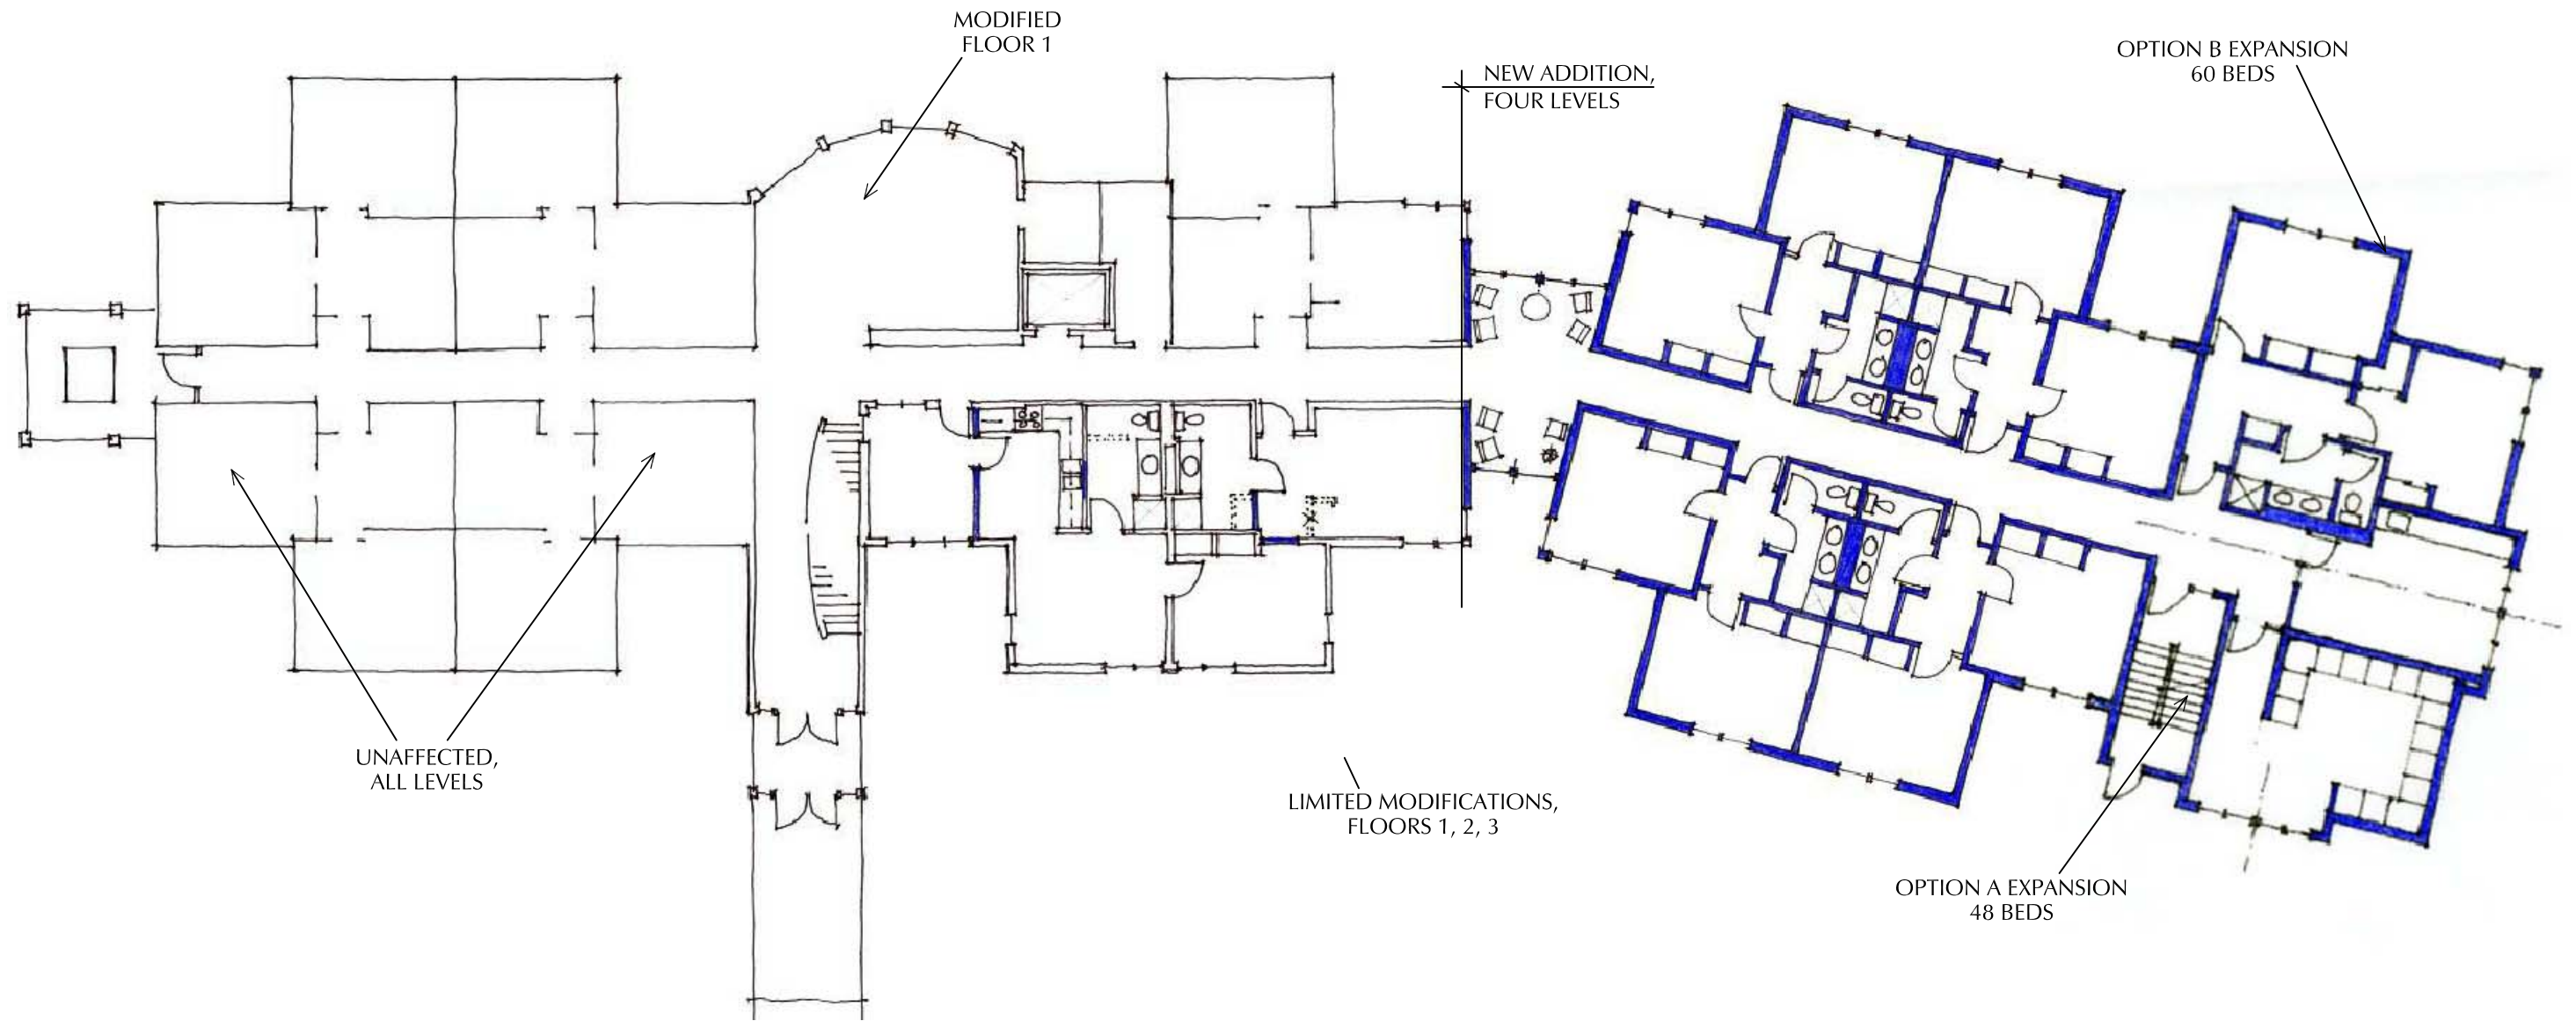 MODIFIED
FLOOR 1
OPTION B EXPANSION
60 BEDS
NEW ADDITION,
FOUR LEVELS
UNAFFECTED,
ALL LEVELS
LIMITED MODIFICATIONS,
FLOORS 1, 2, 3
OPTION A EXPANSION
48 BEDS